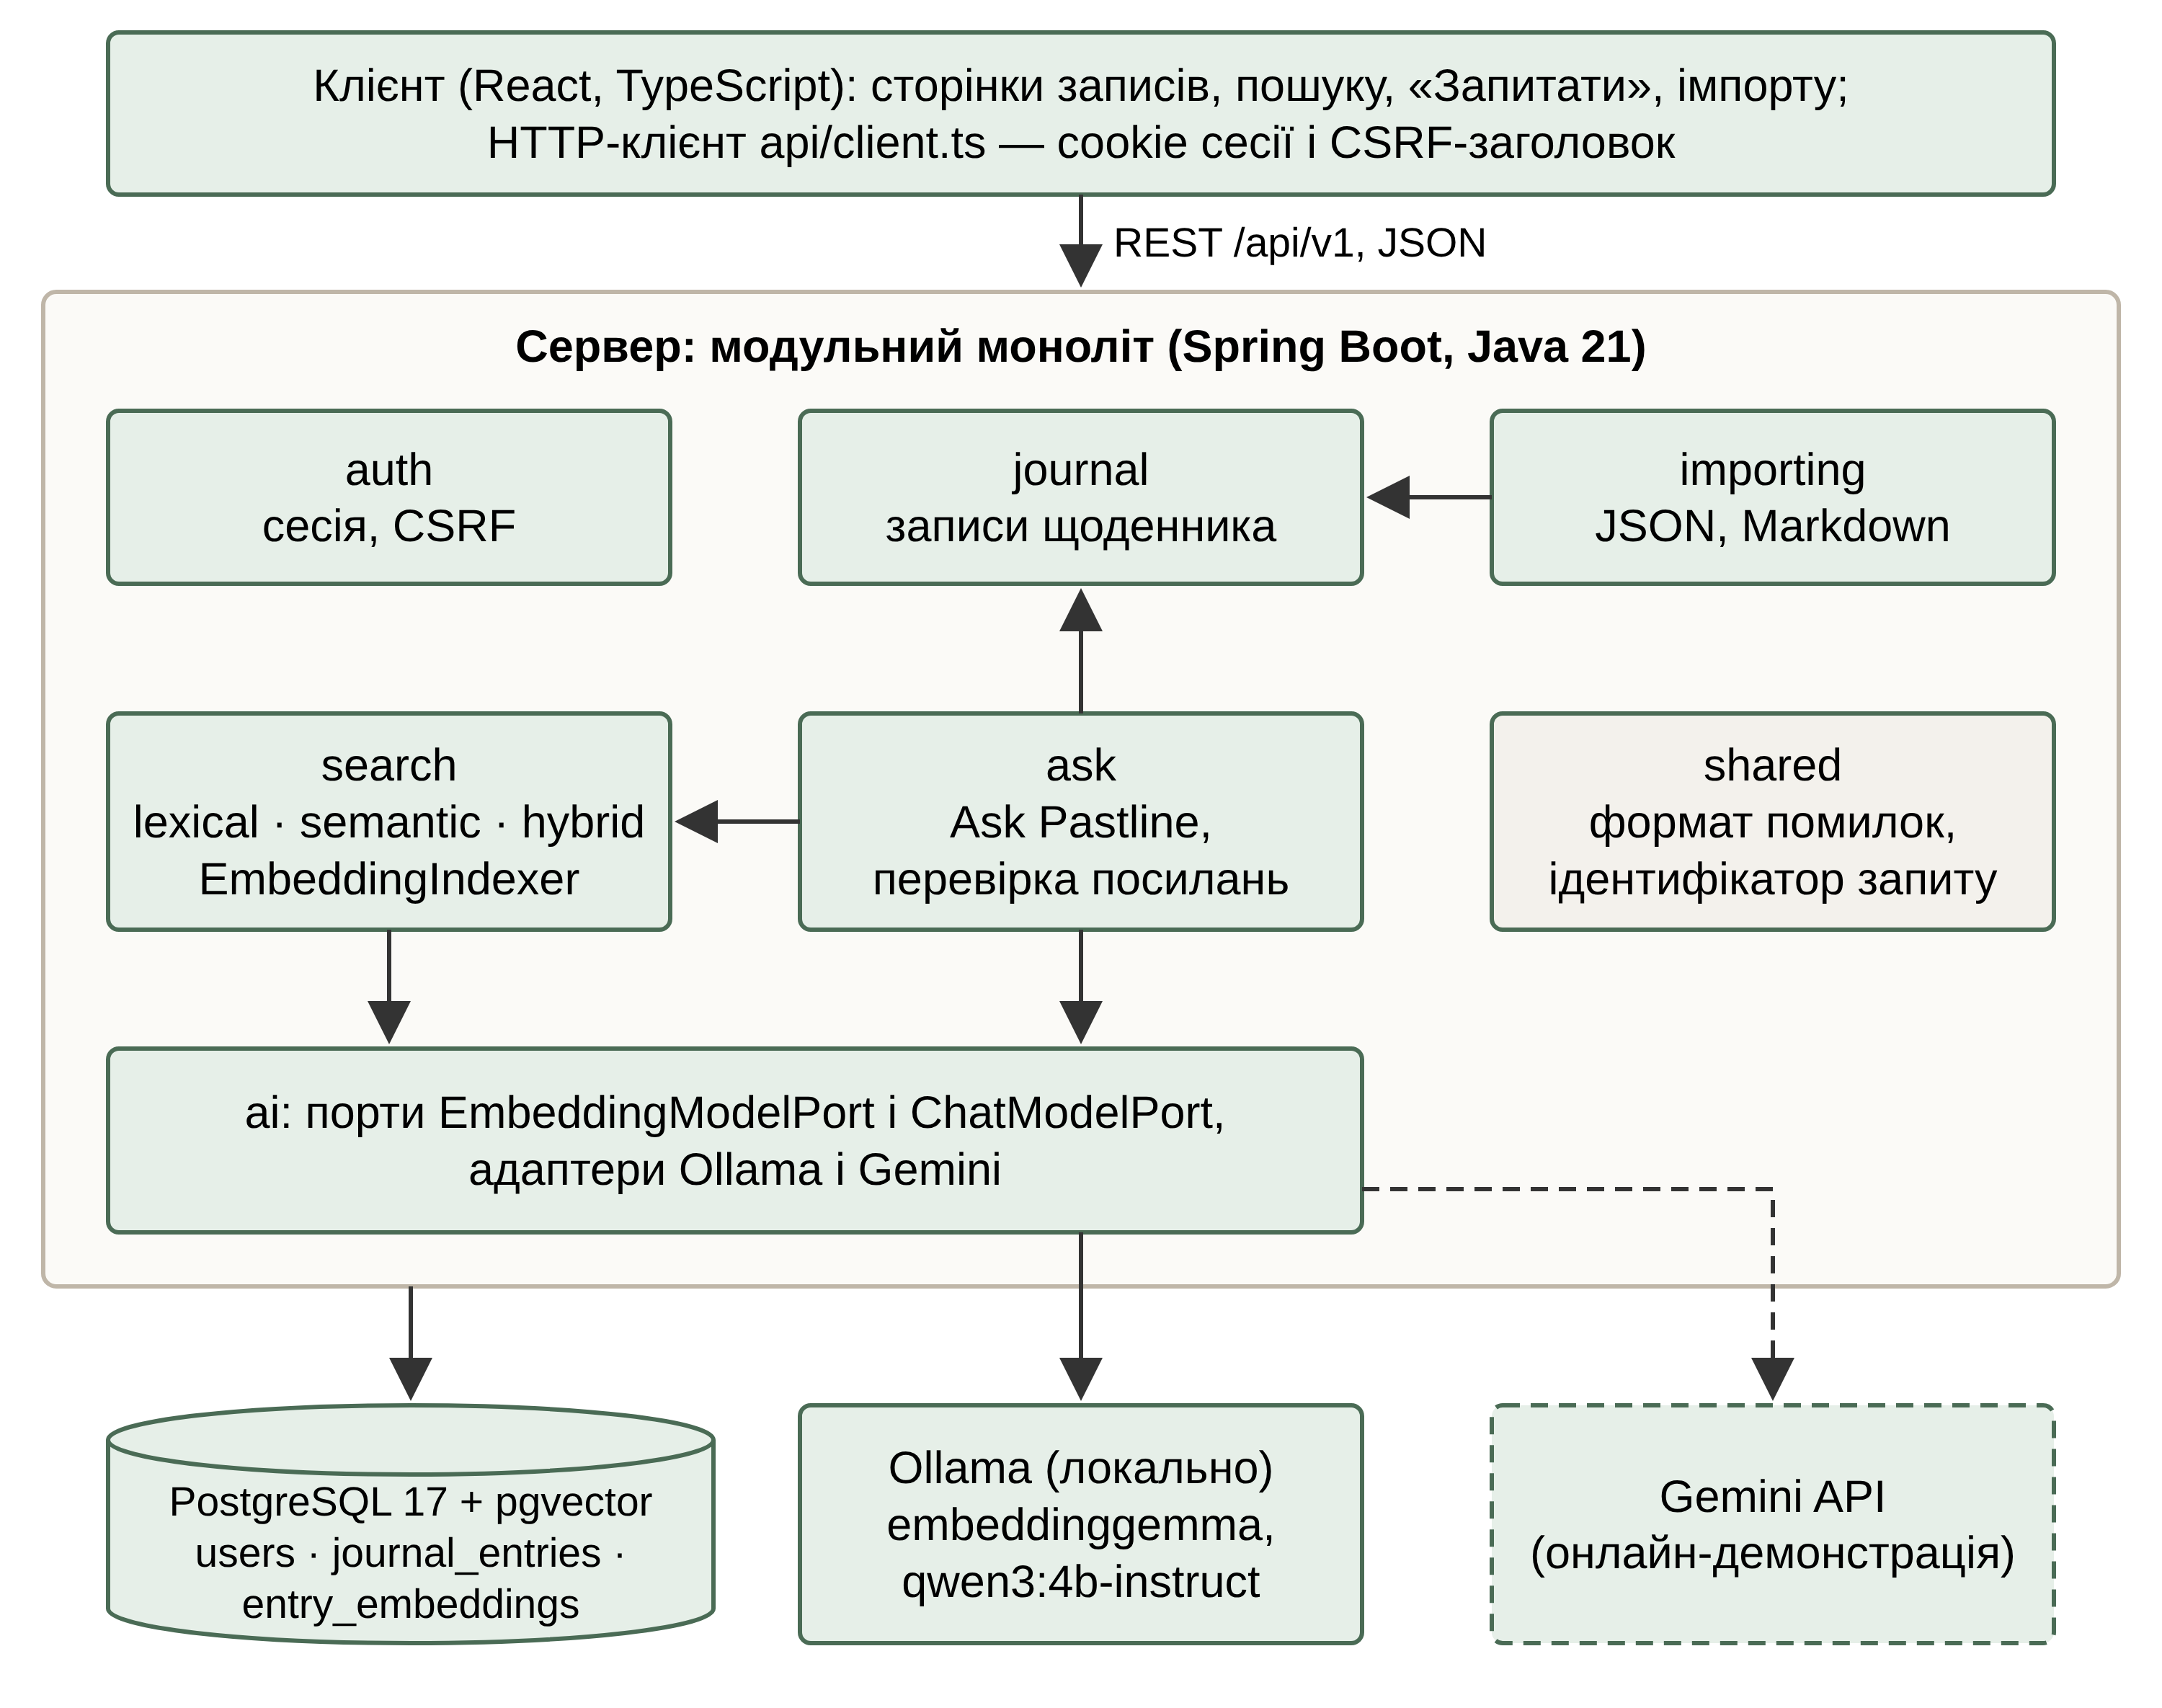 Клієнт (React, TypeScript): сторінки записів, пошуку, «Запитати», імпорту;
HTTP-клієнт api/client.ts — cookie сесії і CSRF-заголовок
REST /api/v1, JSON
Сервер: модульний моноліт (Spring Boot, Java 21)
auth
сесія, CSRF
journal
записи щоденника
importing
JSON, Markdown
search
lexical · semantic · hybrid
EmbeddingIndexer
ask
Ask Pastline,
перевірка посилань
shared
формат помилок,
ідентифікатор запиту
ai: порти EmbeddingModelPort і ChatModelPort,
адаптери Ollama і Gemini
PostgreSQL 17 + pgvector
users · journal_entries ·
entry_embeddings
Ollama (локально)
embeddinggemma,
qwen3:4b-instruct
Gemini API
(онлайн-демонстрація)